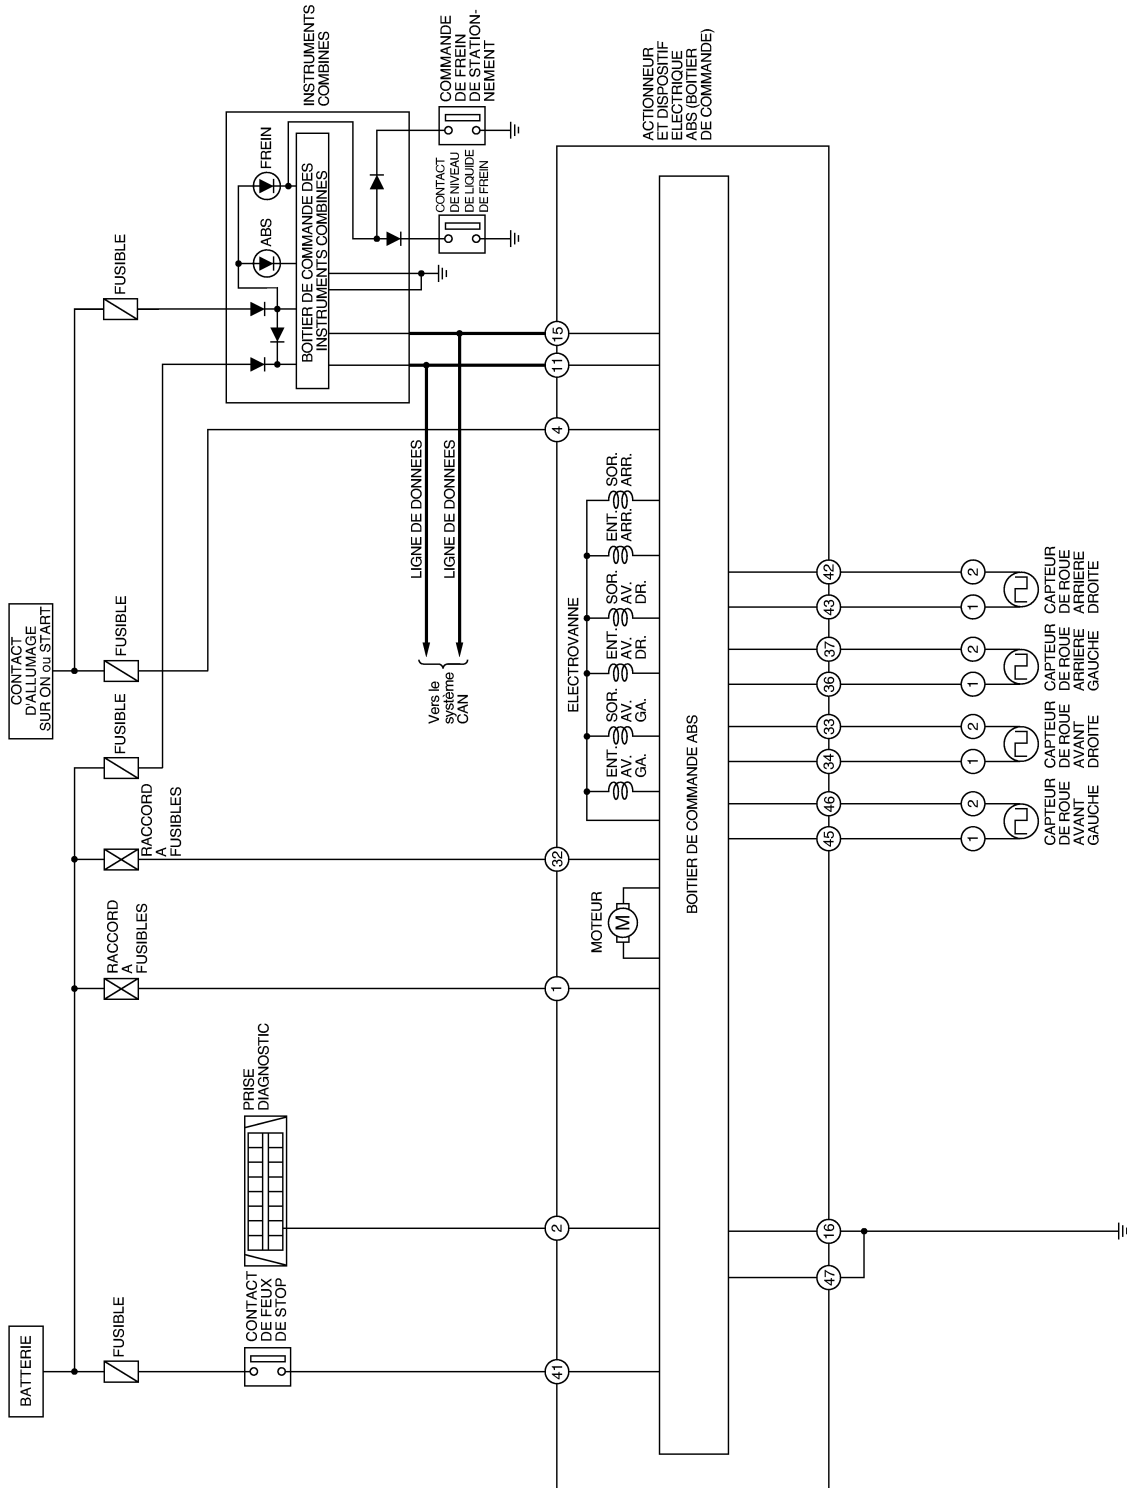 BATTERIE
CONTACT
D'ALLUMAGE
SUR ON ou START
FUSIBLE
RACCORD
A
FUSIBLES
RACCORD
A
FUSIBLES
FUSIBLE
FUSIBLE
FUSIBLE
CONTACT
DE FEUX
DE STOP
PRISE
DIAGNOSTIC
INSTRUMENTS
COMBINES
ABS
FREIN
BOITIER DE COMMANDE DES
INSTRUMENTS COMBINES
CONTACT
DE NIVEAU
DE LIQUIDE
DE FREIN
COMMANDE
DE FREIN
DE STATION-
NEMENT
LIGNE DE DONNEES
LIGNE DE DONNEES
Vers le
système
CAN
41
2
1
32
4
11
15
ACTIONNEUR
ET DISPOSITIF
ELECTRIQUE
ABS (BOITIER
DE COMMANDE)
MOTEUR
M
ELECTROVANNE
ENT.
AV.
GA.
SOR.
AV.
GA.
ENT.
AV.
DR.
SOR.
AV.
DR.
ENT.
ARR.
SOR.
ARR.
BOITIER DE COMMANDE ABS
47
16
45
46
34
33
36
37
43
42
1
2
1
2
1
2
1
2
CAPTEUR
DE ROUE
AVANT
GAUCHE
CAPTEUR
DE ROUE
AVANT
DROITE
CAPTEUR
DE ROUE
ARRIERE
GAUCHE
CAPTEUR
DE ROUE
ARRIERE
DROITE